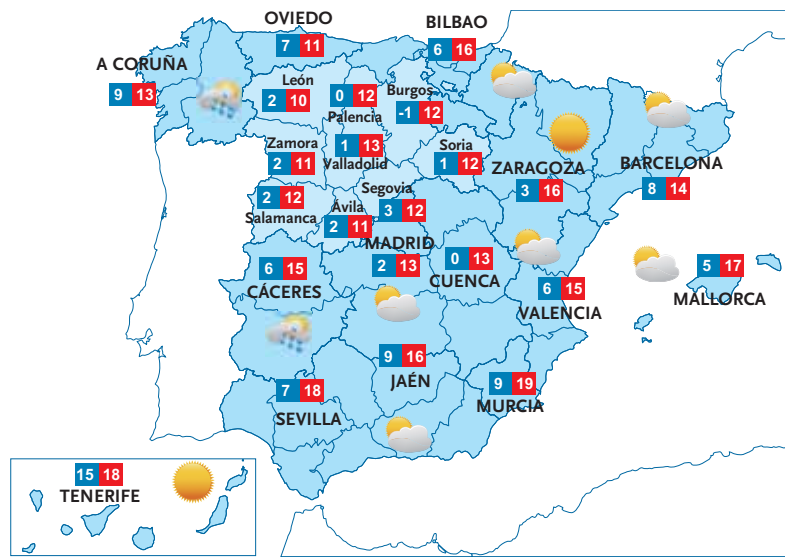 OVIEDO
7 11
BILBAO
6 16
A CORUÑA
9 13
León
2 10
0 12
Palencia
Burgos
-1 12
Zamora
2 11
1 13
Valladolid
Soria
1 12
ZARAGOZA
3 16
BARCELONA
8 14
2 12
Salamanca
Ávila
2 11
Segovia
3 12
MADRID
2 13
0 13
CUENCA
6 15
CÁCERES
6 15
VALENCIA
5 17
MALLORCA
9 16
JAÉN
7 18
SEVILLA
9 19
MURCIA
15 18
TENERIFE